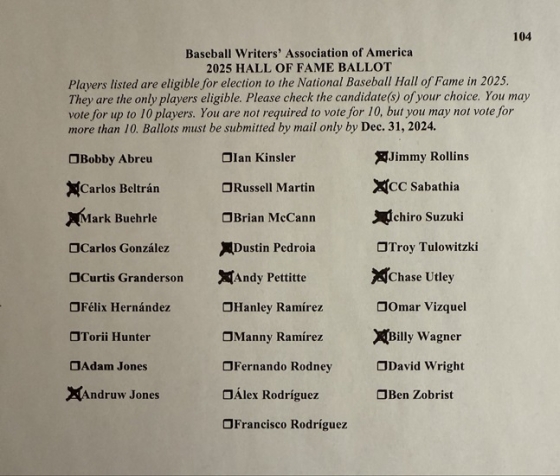 104
Baseball Writers' Association of America
2025 HALL OF FAME BALLOT
Players listed are eligible for election to the National Baseball Hall of Fame in 2025.
They are the only players eligible. Please check the candidate(s) of your choice. You may
vote for up to 10 players. You are not required to vote for 10, but you may not vote for
more than 10. Ballots must be submitted by mail only by Dec. 31, 2024.
Bobby Abreu
Carlos Beltrán
Mark Buehrle
Carlos González
Curtis Granderson
Félix Hernández
Torii Hunter
Adam Jones
Andruw Jones
Ian Kinsler
Russell Martin
Brian McCann
Dustin Pedroia
Andy Pettitte
Hanley Ramírez
Manny Ramírez
Fernando Rodney
Álex Rodríguez
Francisco Rodríguez
Jimmy Rollins
CC Sabathia
Ichiro Suzuki
Troy Tulowitzki
Chase Utley
Omar Vizquel
Billy Wagner
David Wright
Ben Zobrist